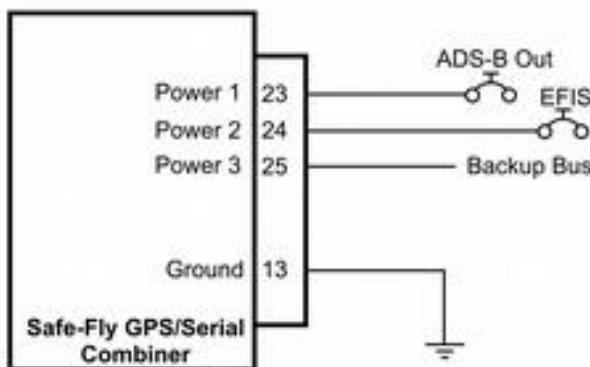 ADS-B Out
Power 1 23
EFIS
Power 2 24
Power 3 25 Backup Bus
Ground 13
Safe-Fly GPS/Serial
Combiner